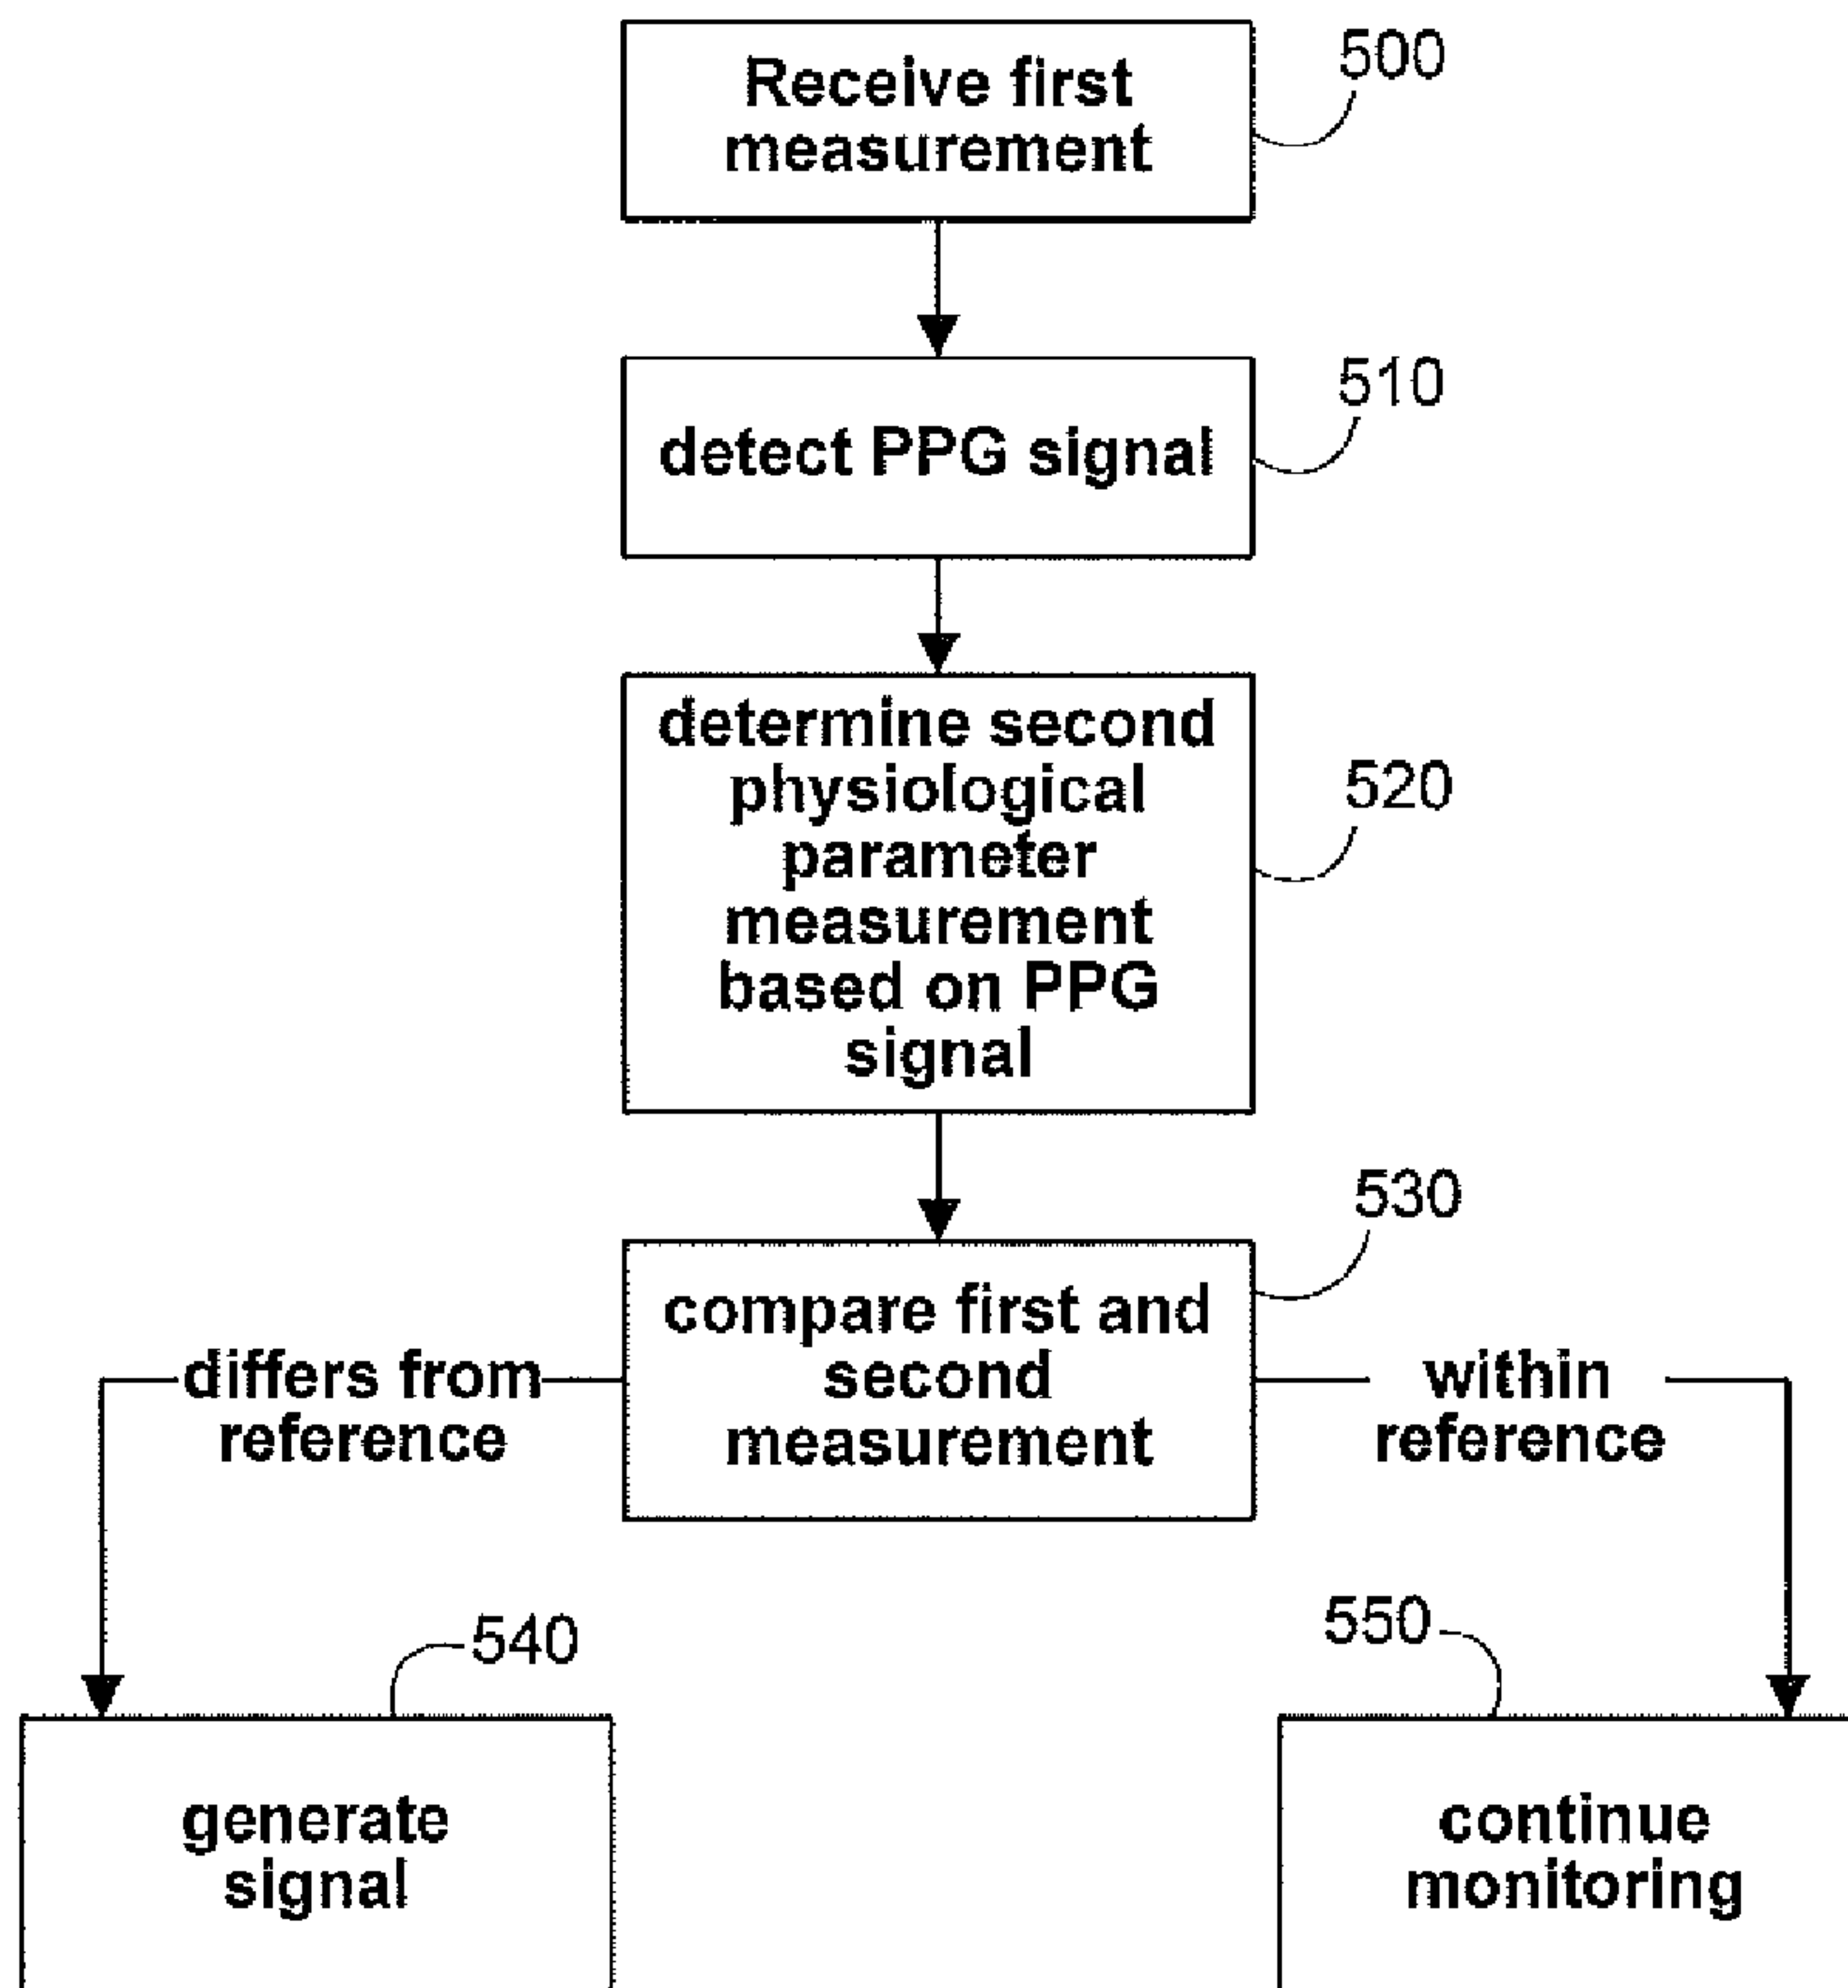 Receive first
measurement
500
detect PPG signal
510
determine second
physiological
parameter
measurement
based on PPG
signal
520
compare first and
second
measurement
530
differs from
reference
within
reference
540
generate
signal
550
continue
monitoring